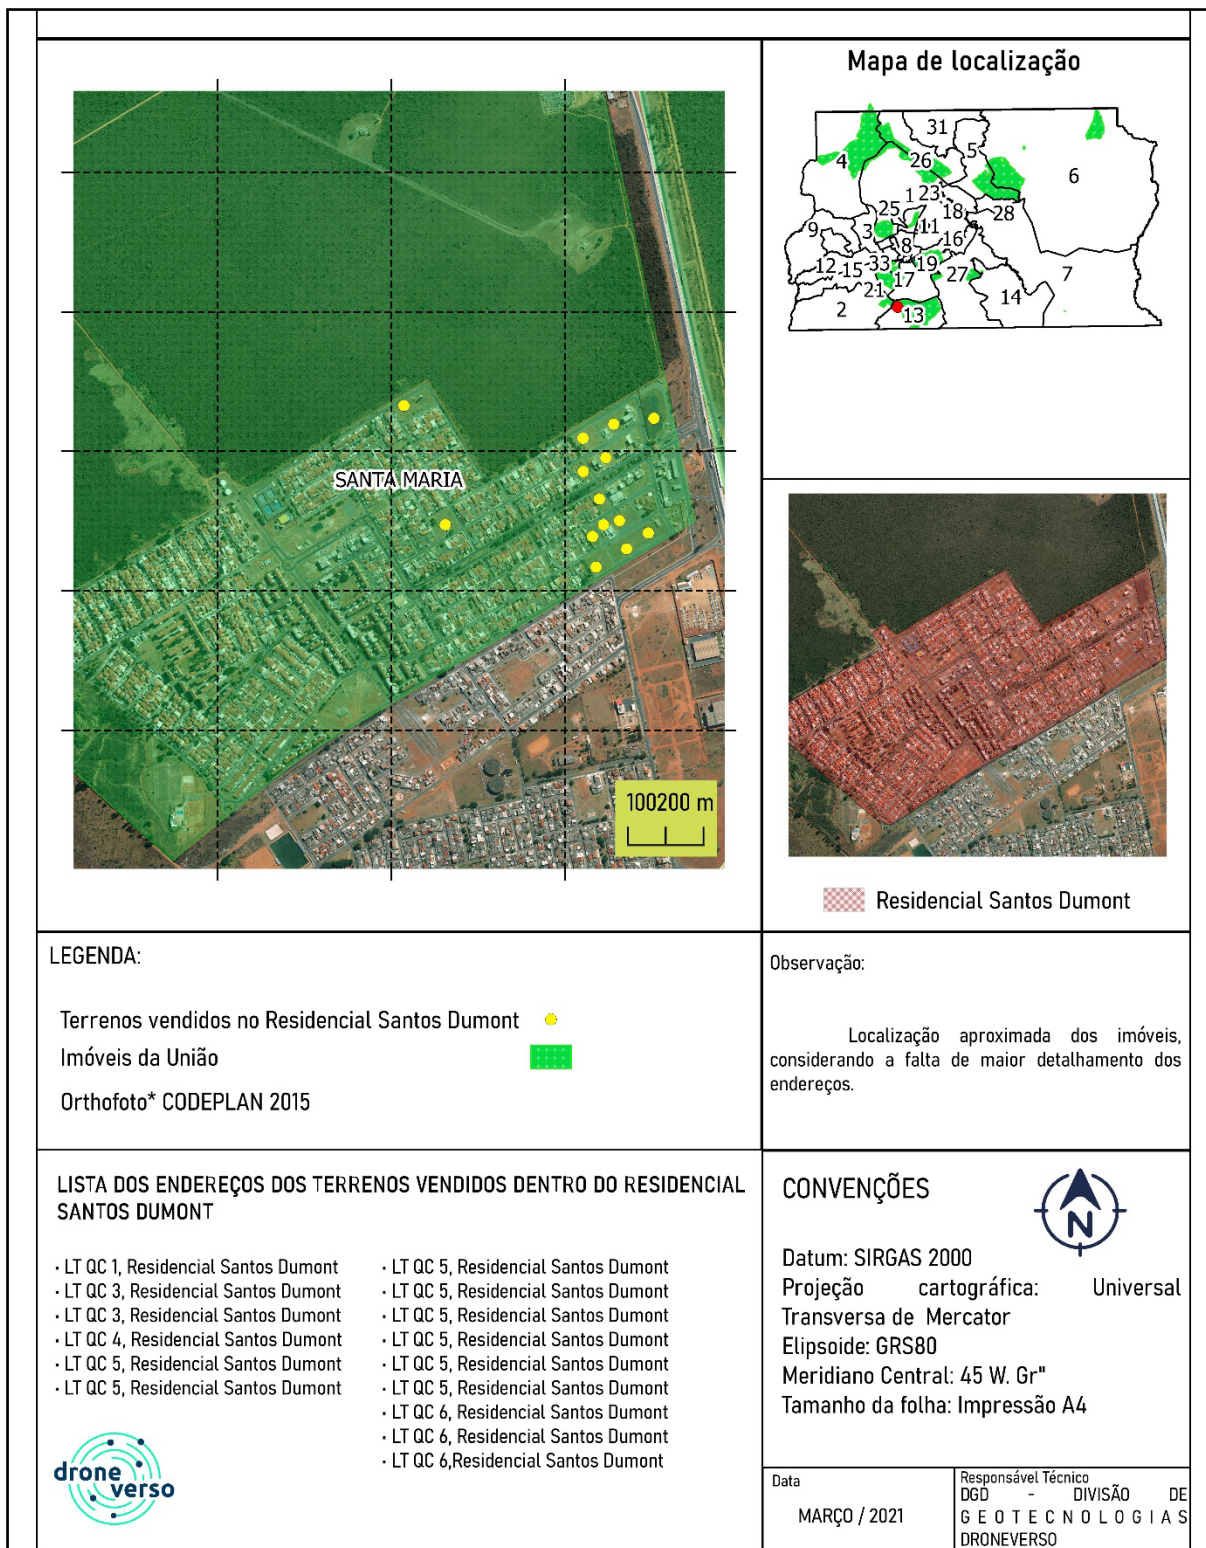 Mapa de localização
31
5
4
26
6
23
1
25
18
28
9
3
11
8
16
12
15
33
19
27
7
17
21
14
2
13
SANTA MARIA
100200 m
Residencial Santos Dumont
LEGENDA:
Terrenos vendidos no Residencial Santos Dumont
Imóveis da União
Orthofoto* CODEPLAN 2015
Observação:
Localização aproximada dos imóveis,
considerando a falta de maior detalhamento dos
endereços.
LISTA DOS ENDEREÇOS DOS TERRENOS VENDIDOS DENTRO DO RESIDENCIAL
SANTOS DUMONT
· LT QC 1, Residencial Santos Dumont
· LT QC 3, Residencial Santos Dumont
· LT QC 3, Residencial Santos Dumont
· LT QC 4, Residencial Santos Dumont
· LT QC 5, Residencial Santos Dumont
· LT QC 5, Residencial Santos Dumont
· LT QC 5, Residencial Santos Dumont
· LT QC 5, Residencial Santos Dumont
· LT QC 5, Residencial Santos Dumont
· LT QC 5, Residencial Santos Dumont
· LT QC 5, Residencial Santos Dumont
· LT QC 5, Residencial Santos Dumont
· LT QC 6, Residencial Santos Dumont
· LT QC 6, Residencial Santos Dumont
· LT QC 6,Residencial Santos Dumont
drone
verso
CONVENÇÕES
N
Datum: SIRGAS 2000
Projeção cartográfica: Universal
Transversa de Mercator
Elipsoide: GRS80
Meridiano Central: 45 W. Gr"
Tamanho da folha: Impressão A4
Data
MARÇO / 2021
Responsável Técnico
DGD - DIVISÃO DE
GEOTECNOLOGIAS
DRONEVERSO